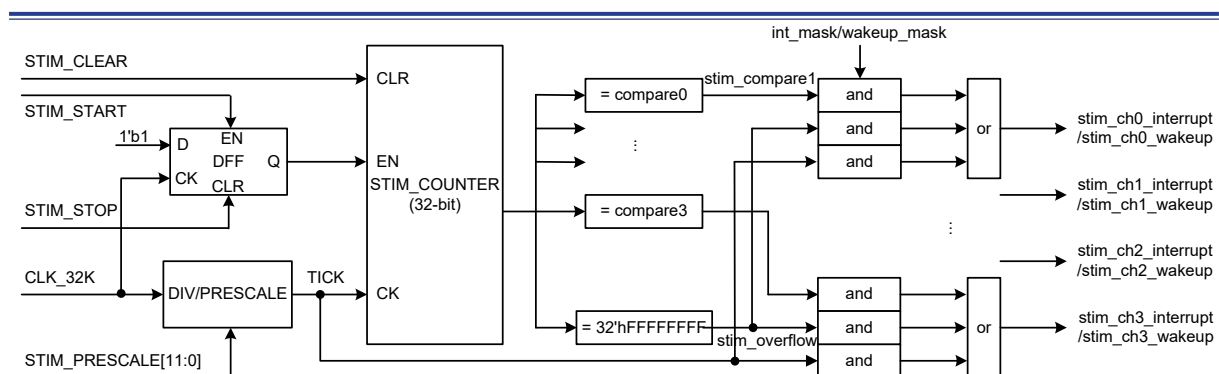 int_mask/wakeup_mask
STIM_CLEAR
CLR
stim_compare1
= compare0
and
STIM_START
1'b1
D
EN
DFF
Q
CK
CLR
EN
STIM_COUNTER
(32-bit)
⋮
and
or
stim_ch0_interrupt
/stim_ch0_wakeup
and
stim_ch1_interrupt
/stim_ch1_wakeup
STIM_STOP
= compare3
⋮
stim_ch2_interrupt
/stim_ch2_wakeup
CLK_32K
DIV/PRESCALE
TICK
CK
and
= 32'hFFFFFFFF
stim_overflow
and
or
stim_ch3_interrupt
/stim_ch3_wakeup
and
STIM_PRESCALE[11:0]